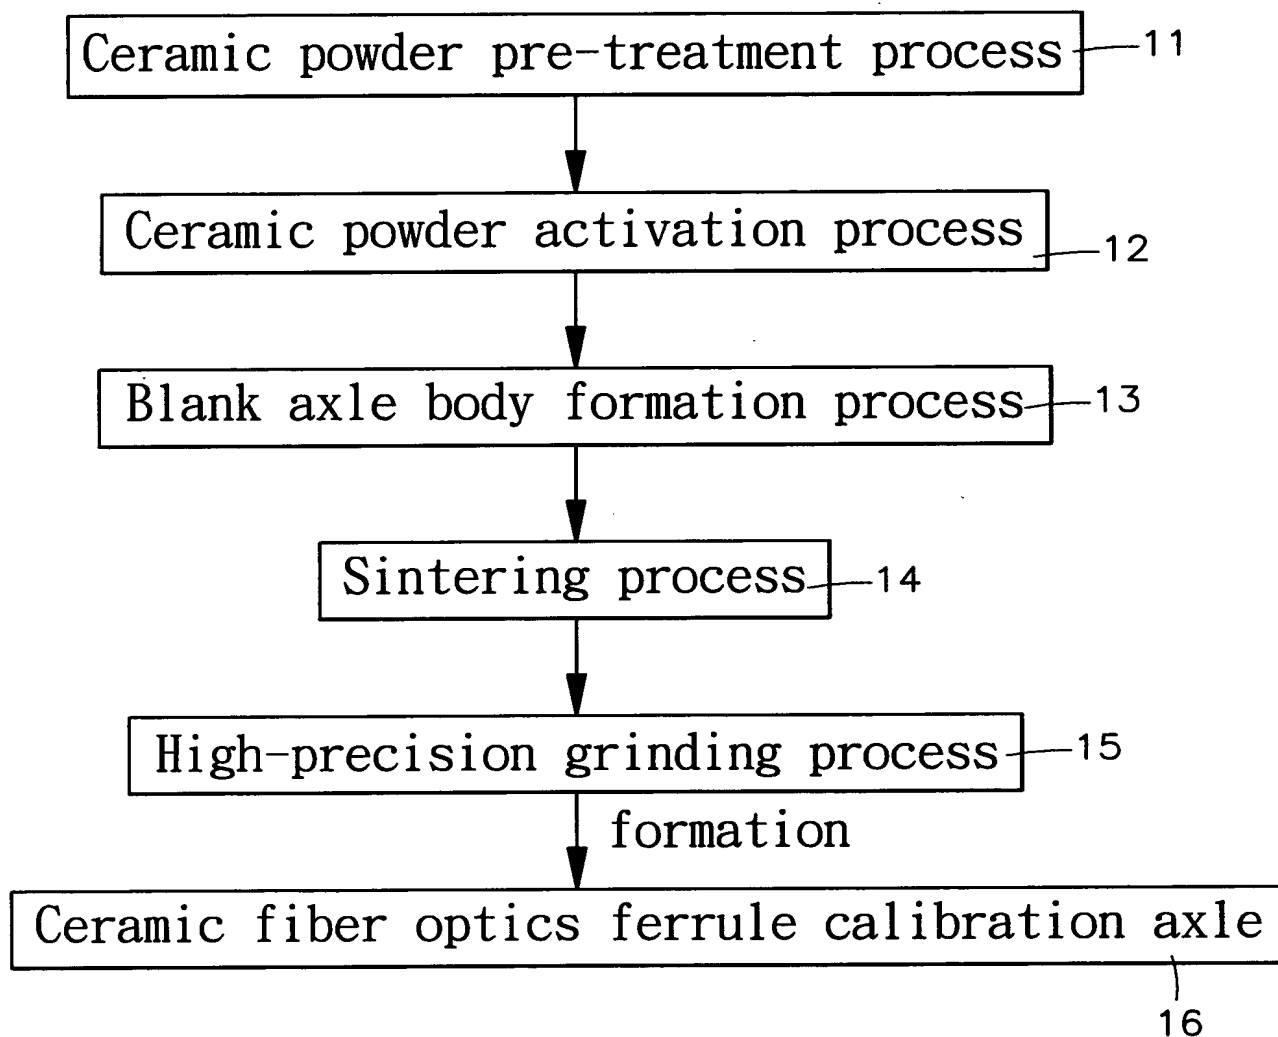 Ceramic powder pre-treatment process 11
Ceramic powder activation process 12
Blank axle body formation process 13
Sintering process 14
High-precision grinding process 15
formation
Ceramic fiber optics ferrule calibration axle
16